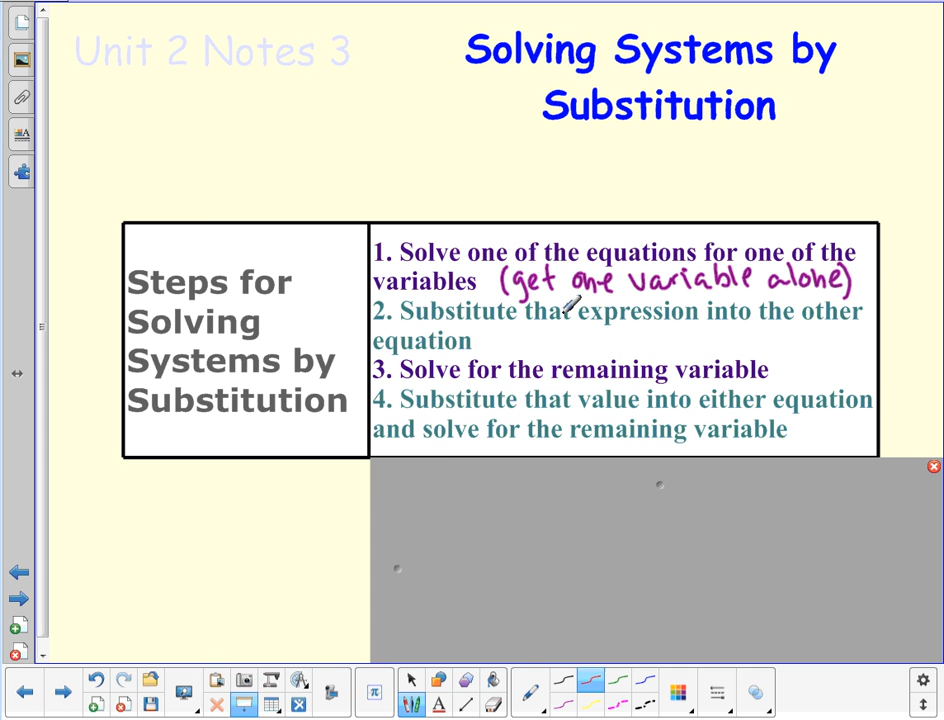 Unit 2 Notes 3
Solving Systems by
Substitution
Steps for
Solving
Systems by
Substitution
1. Solve one of the equations for one of the
variables (get one variable alone)
2. Substitute that expression into the other
equation
3. Solve for the remaining variable
4. Substitute that value into either equation
and solve for the remaining variable